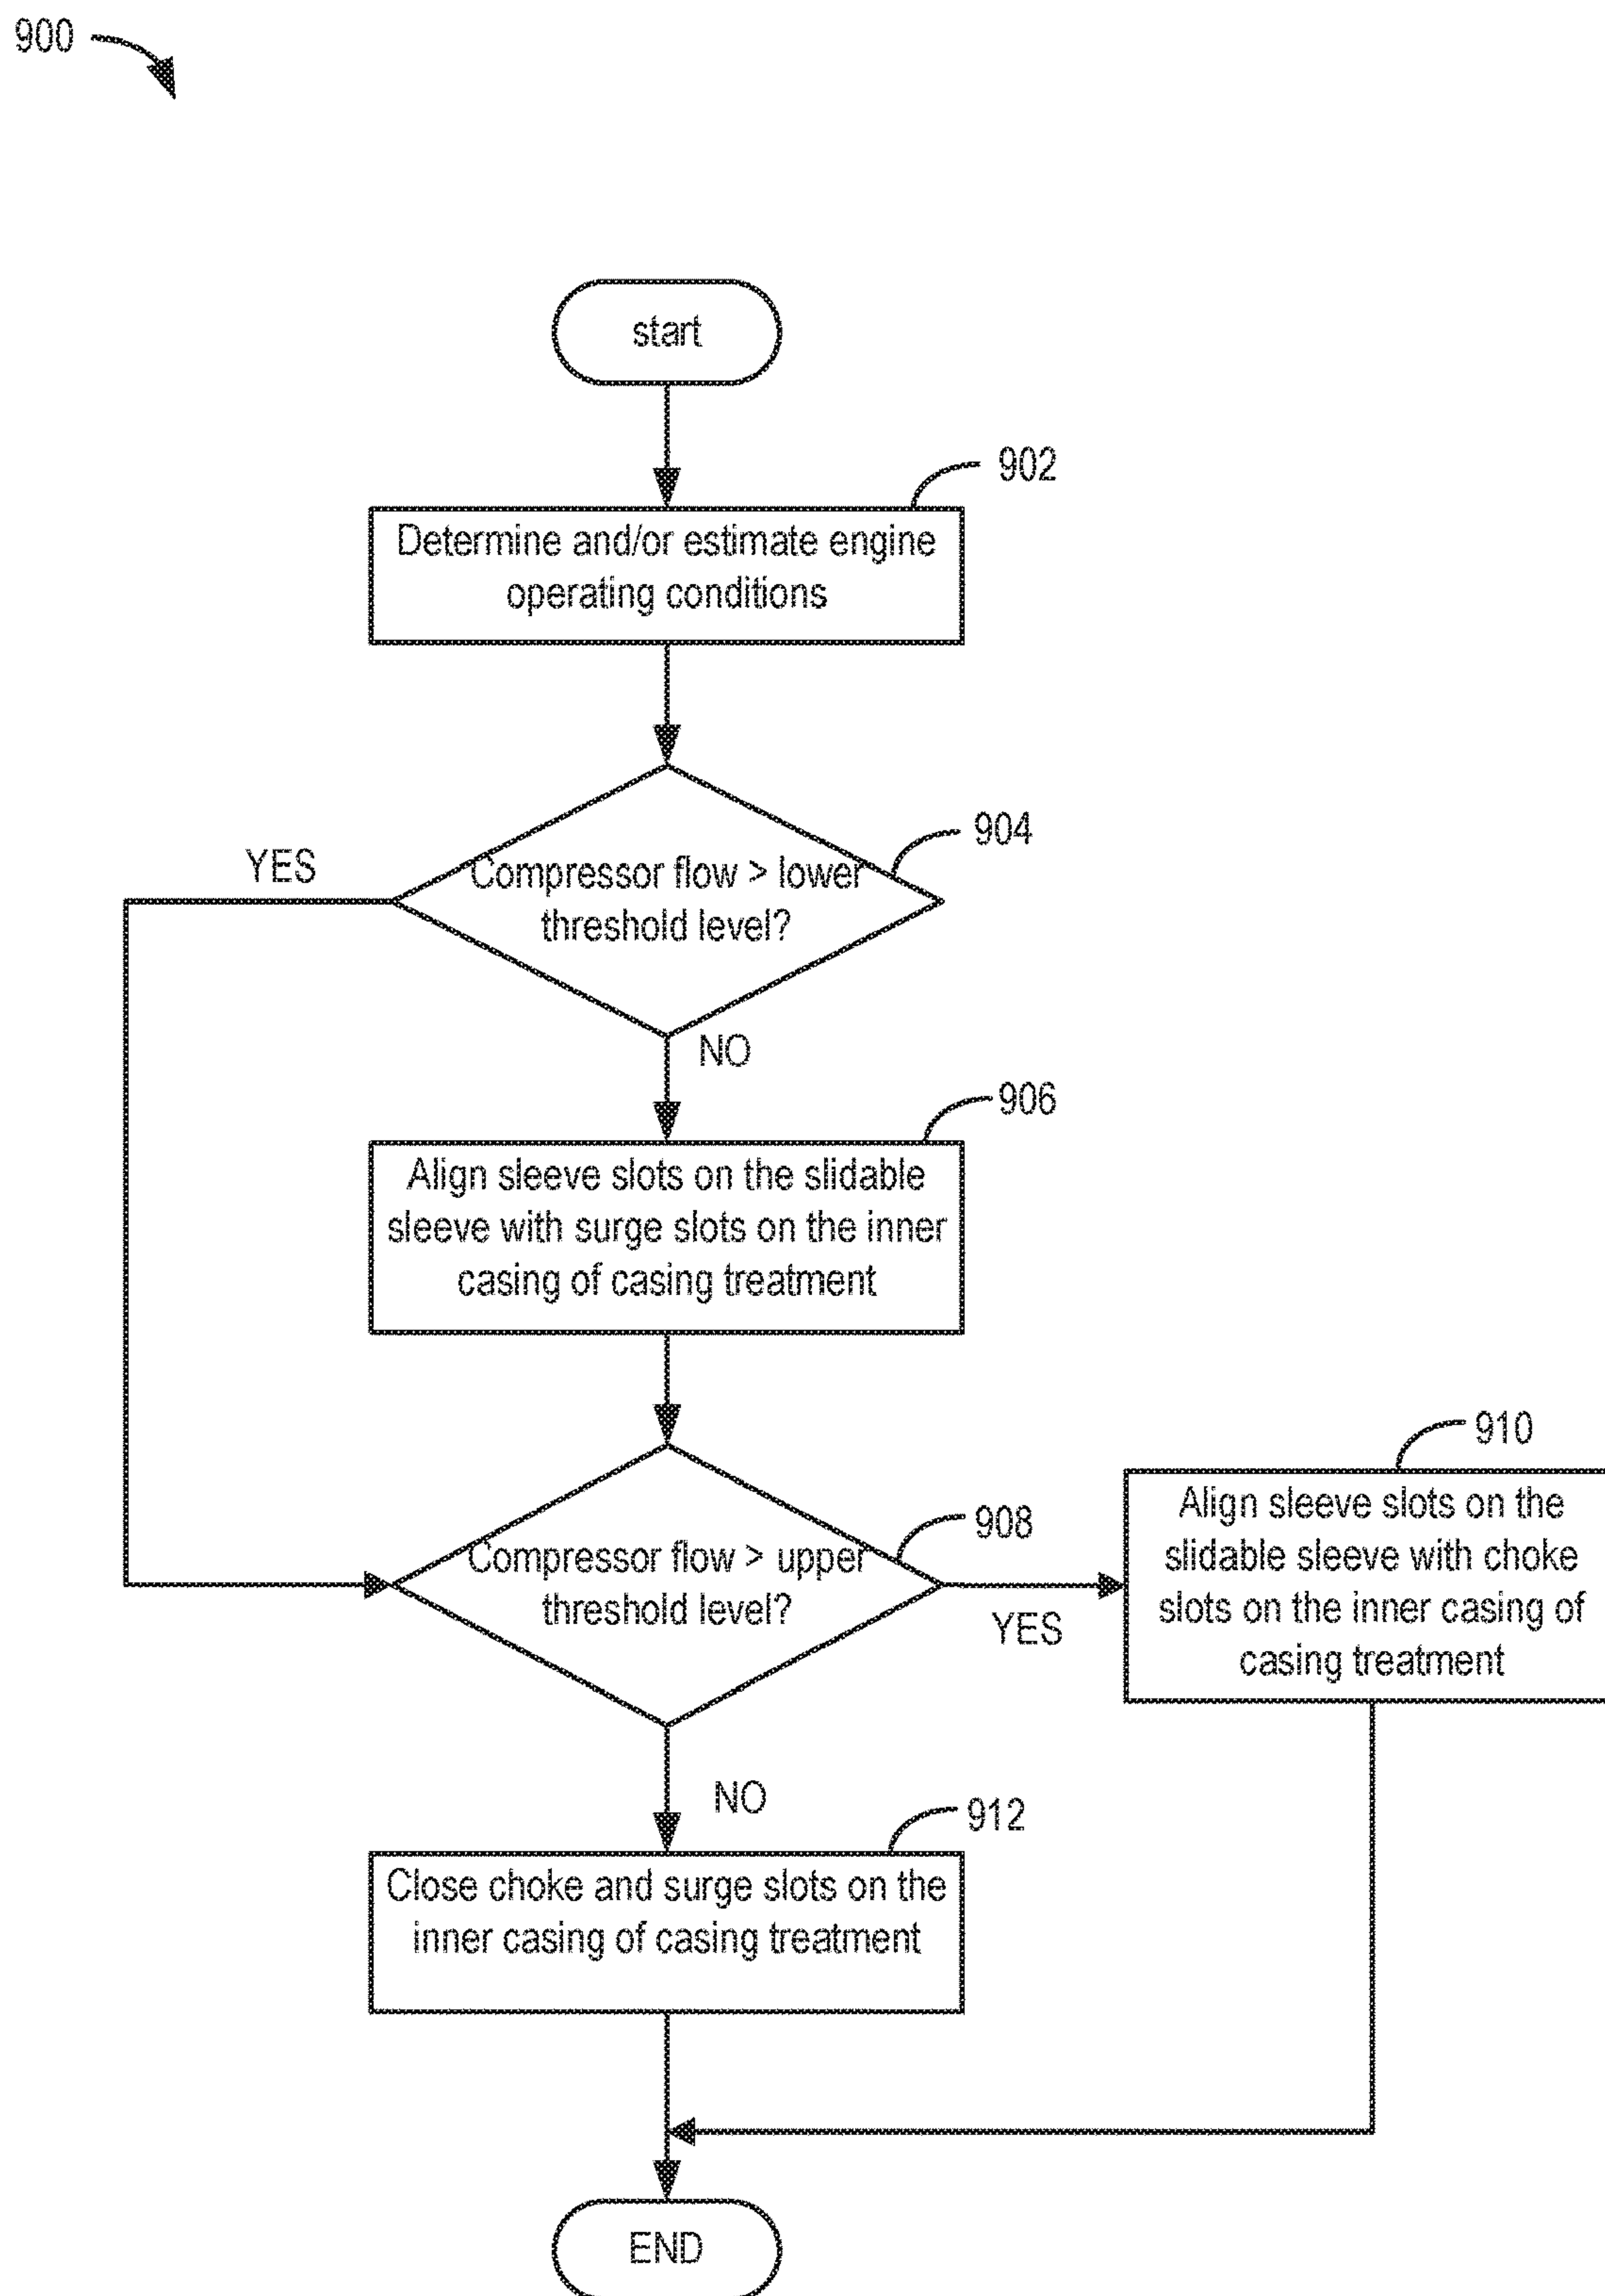 900
start
902
Determine and/or estimate engine
operating conditions
904
YES
Compressor flow > lower
threshold level?
NO
906
Align sleeve slots on the slidable
sleeve with surge slots on the inner
casing of casing treatment
910
Align sleeve slots on the
slidable sleeve with choke
slots on the inner casing of
casing treatment
908
Compressor flow > upper
threshold level?
YES
NO
912
Close choke and surge slots on the
inner casing of casing treatment
END